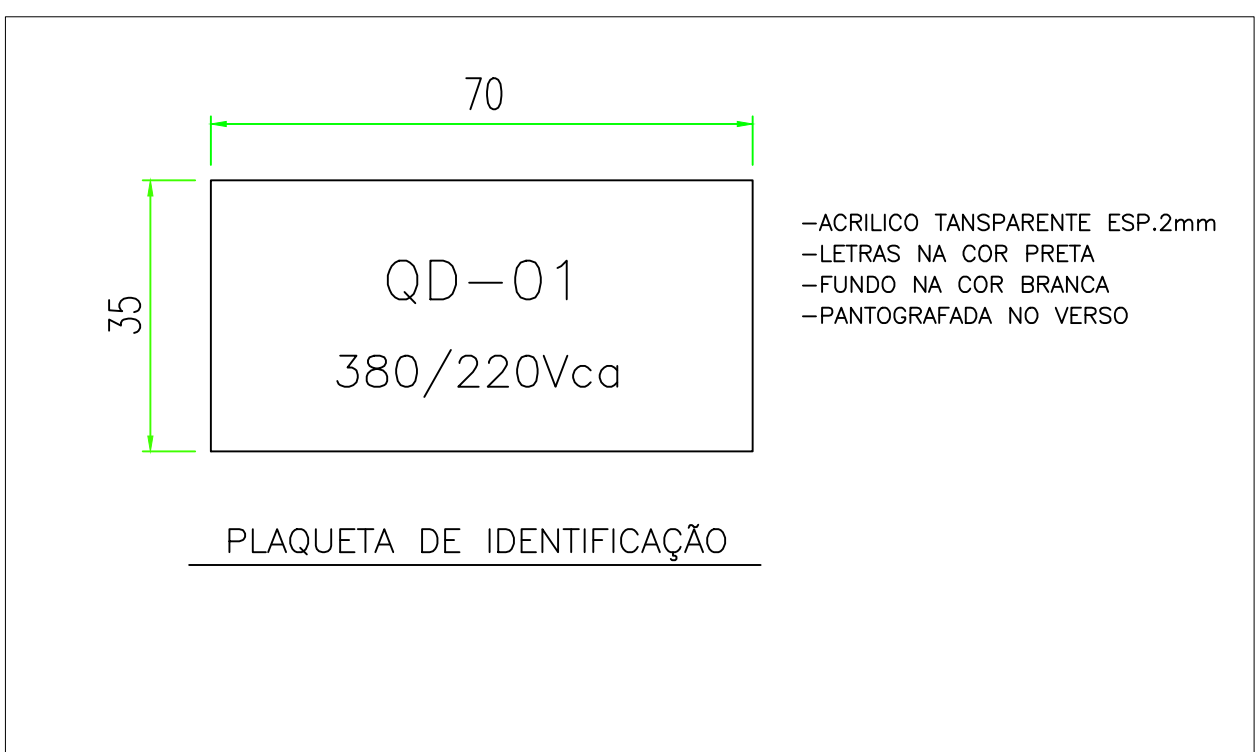 70
35
QD-01
380/220Vca
-ACRILICO TANSPARENTE ESP.2mm
-LETRAS NA COR PRETA
-FUNDO NA COR BRANCA
-PANTOGRAFADA NO VERSO
PLAQUETA DE IDENTIFICAÇÃO